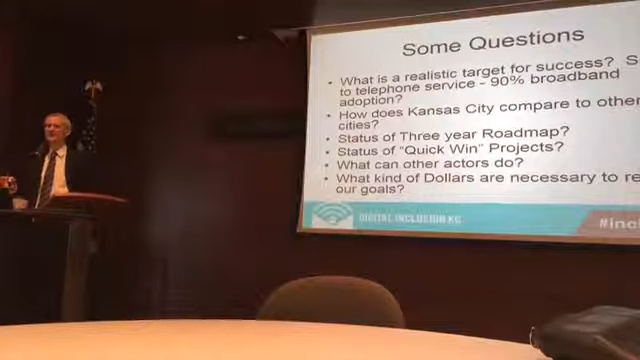 Some Questions
• What is a realistic target for success? S
to telephone service - 90% broadband
adoption?
• How does Kansas City compare to other
cities?
• Status of Three year Roadmap?
• Status of "Quick Win" Projects?
• What can other actors do?
• What kind of Dollars are necessary to re
our goals?
DIGITAL INCLUSION KC
#incl